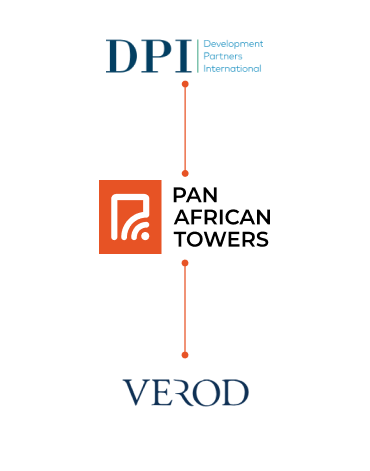 DPI
Development
Partners
International
PAN
AFRICAN
TOWERS
VEROD